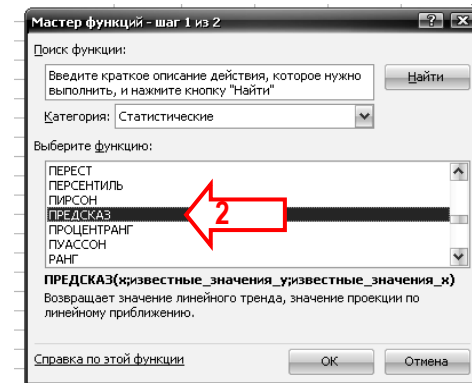 Мастер функций - шаг 1 из 2
Поиск функции:
Введите краткое описание действия, которое нужно
выполнить, и нажмите кнопку "Найти"
Найти
Категория: Статистические
Выберите функцию:
ПЕРЕСТ
ПЕРСЕНТИЛЬ
ПИРСОН
ПРЕДСКАЗ
2
ПРОЦЕНТРАНГ
ПУАССОН
РАНГ
ПРЕДСКАЗ(x;известные_значения_y;известные_значения_x)
Возвращает значение линейного тренда, значение проекции по
линейному приближению.
Справка по этой функции
ОК
Отмена